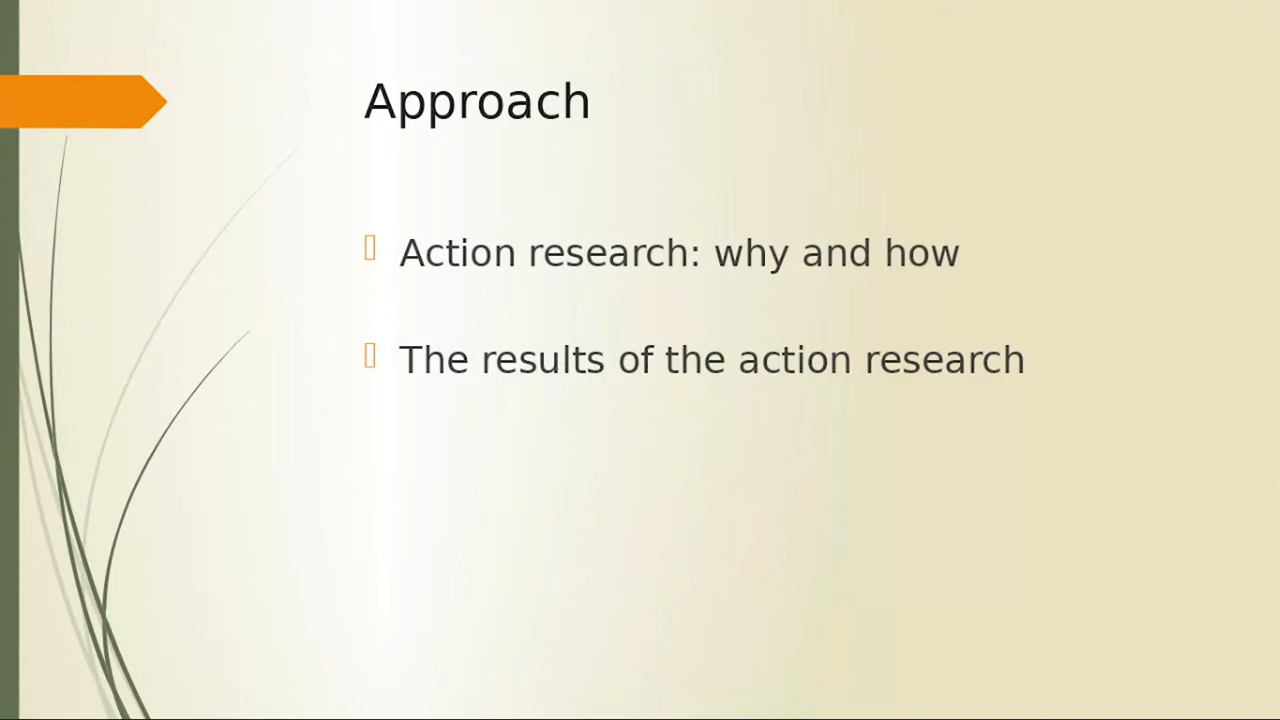 Approach
Action research: why and how
The results of the action research